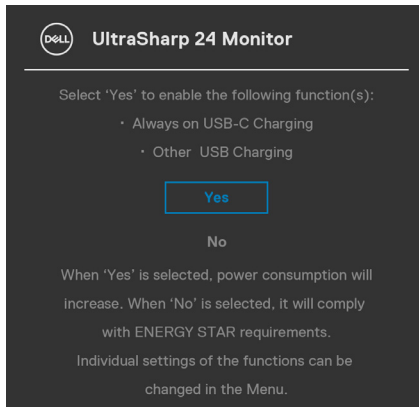 DELL UltraSharp 24 Monitor
Select ‘Yes’ to enable the following function(s):
· Always on USB-C Charging
· Other USB Charging
Yes
No
When ‘Yes’ is selected, power consumption will
increase. When ‘No’ is selected, it will comply
with ENERGY STAR requirements.
Individual settings of the functions can be
changed in the Menu.